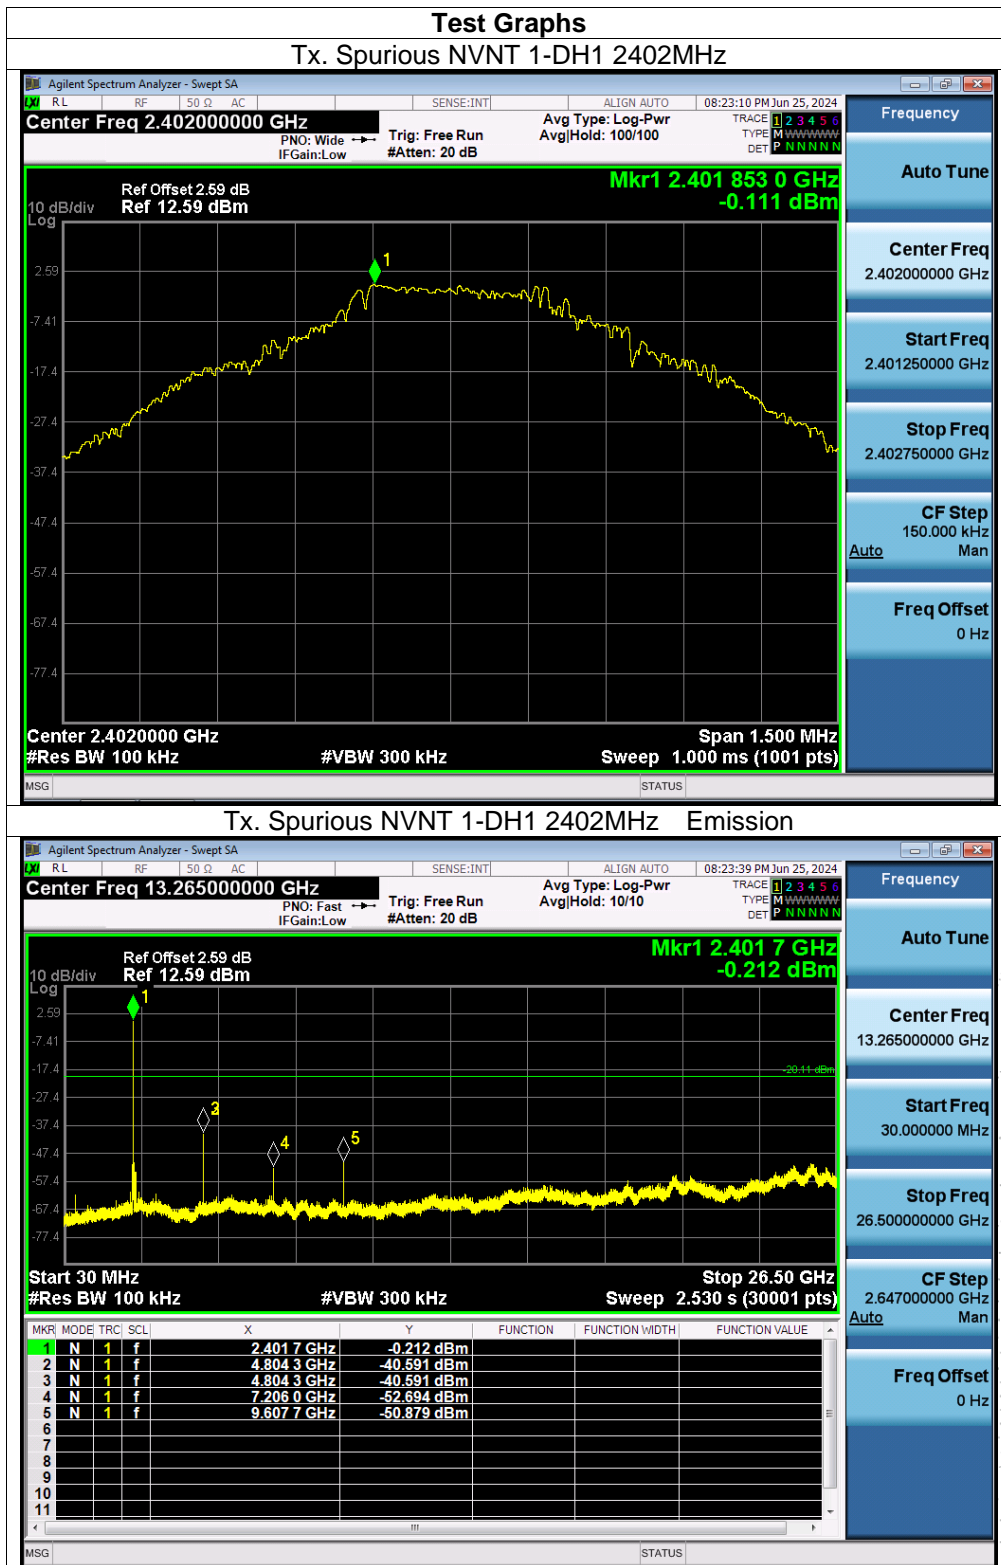 Test Graphs
Tx. Spurious NVNT 1-DH1 2402MHz
Agilent Spectrum Analyzer - Swept SA
LXI RL RF 50 Ω AC SENSE:INT ALIGN AUTO 08:23:10 PM Jun 25, 2024
Center Freq 2.402000000 GHz
PNO: Wide
IFGain:Low
Trig: Free Run
#Atten: 20 dB
Avg Type: Log-Pwr
Avg|Hold: 100/100
TRACE 1 2 3 4 5 6
TYPE M WWWWW
DET P N N N N N
Mkr1 2.401 853 0 GHz
-0.111 dBm
Ref Offset 2.59 dB
10 dB/div Ref 12.59 dBm
Log
1
2.59
-7.41
-17.4
-27.4
-37.4
-47.4
-57.4
-67.4
-77.4
Center 2.4020000 GHz Span 1.500 MHz
#Res BW 100 kHz #VBW 300 kHz Sweep 1.000 ms (1001 pts)
MSG STATUS
Frequency
Auto Tune
Center Freq
2.402000000 GHz
Start Freq
2.401250000 GHz
Stop Freq
2.402750000 GHz
CF Step
150.000 kHz
Auto Man
Freq Offset
0 Hz
Tx. Spurious NVNT 1-DH1 2402MHz Emission
Agilent Spectrum Analyzer - Swept SA
LXI RL RF 50 Ω AC SENSE:INT ALIGN AUTO 08:23:39 PM Jun 25, 2024
Center Freq 13.265000000 GHz
PNO: Fast
IFGain:Low
Trig: Free Run
#Atten: 20 dB
Avg Type: Log-Pwr
Avg|Hold: 10/10
TRACE 1 2 3 4 5 6
TYPE M WWWWW
DET P N N N N N
Mkr1 2.401 7 GHz
-0.212 dBm
Ref Offset 2.59 dB
10 dB/div Ref 12.59 dBm
Log
1
2.59
-7.41
-17.4
-20.11 dBm
-27.4
3
-37.4
4
5
-47.4
-57.4
-67.4
-77.4
Start 30 MHz Stop 26.50 GHz
#Res BW 100 kHz #VBW 300 kHz Sweep 2.530 s (30001 pts)
MKR MODE TRC SCL X Y FUNCTION FUNCTION WIDTH FUNCTION VALUE
1 N 1 f 2.401 7 GHz -0.212 dBm
2 N 1 f 4.804 3 GHz -40.591 dBm
3 N 1 f 4.804 3 GHz -40.591 dBm
4 N 1 f 7.206 0 GHz -52.694 dBm
5 N 1 f 9.607 7 GHz -50.879 dBm
6
7
8
9
10
11
MSG STATUS
Frequency
Auto Tune
Center Freq
13.265000000 GHz
Start Freq
30.000000 MHz
Stop Freq
26.500000000 GHz
CF Step
2.647000000 GHz
Auto Man
Freq Offset
0 Hz